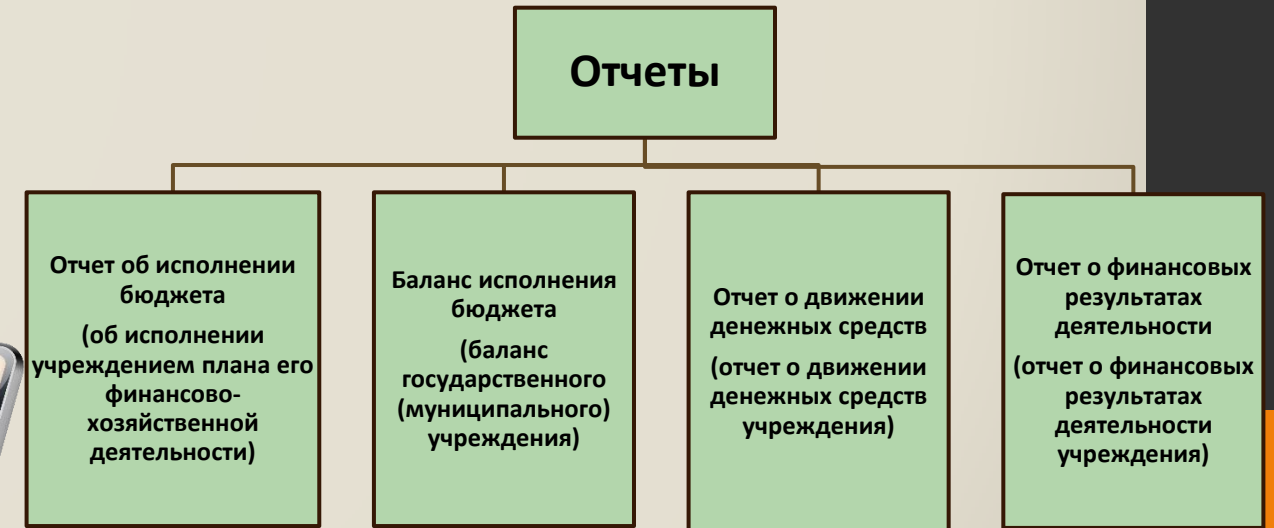 Отчеты
Отчет об исполнении
бюджета
(об исполнении
учреждением плана его
финансово-
хозяйственной
деятельности)
Баланс исполнения
бюджета
(баланс
государственного
(муниципального)
учреждения)
Отчет о движении
денежных средств
(отчет о движении
денежных средств
учреждения)
Отчет о финансовых
результатах
деятельности
(отчет о финансовых
результатах
деятельности
учреждения)